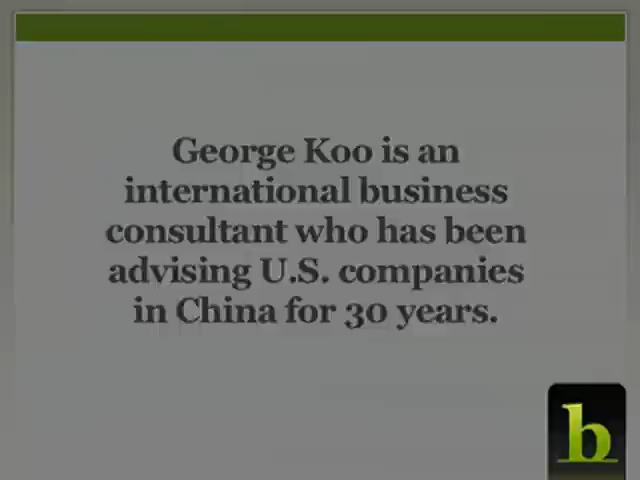 George Koo is an
international business
consultant who has been
advising U.S. companies
in China for 30 years.
b